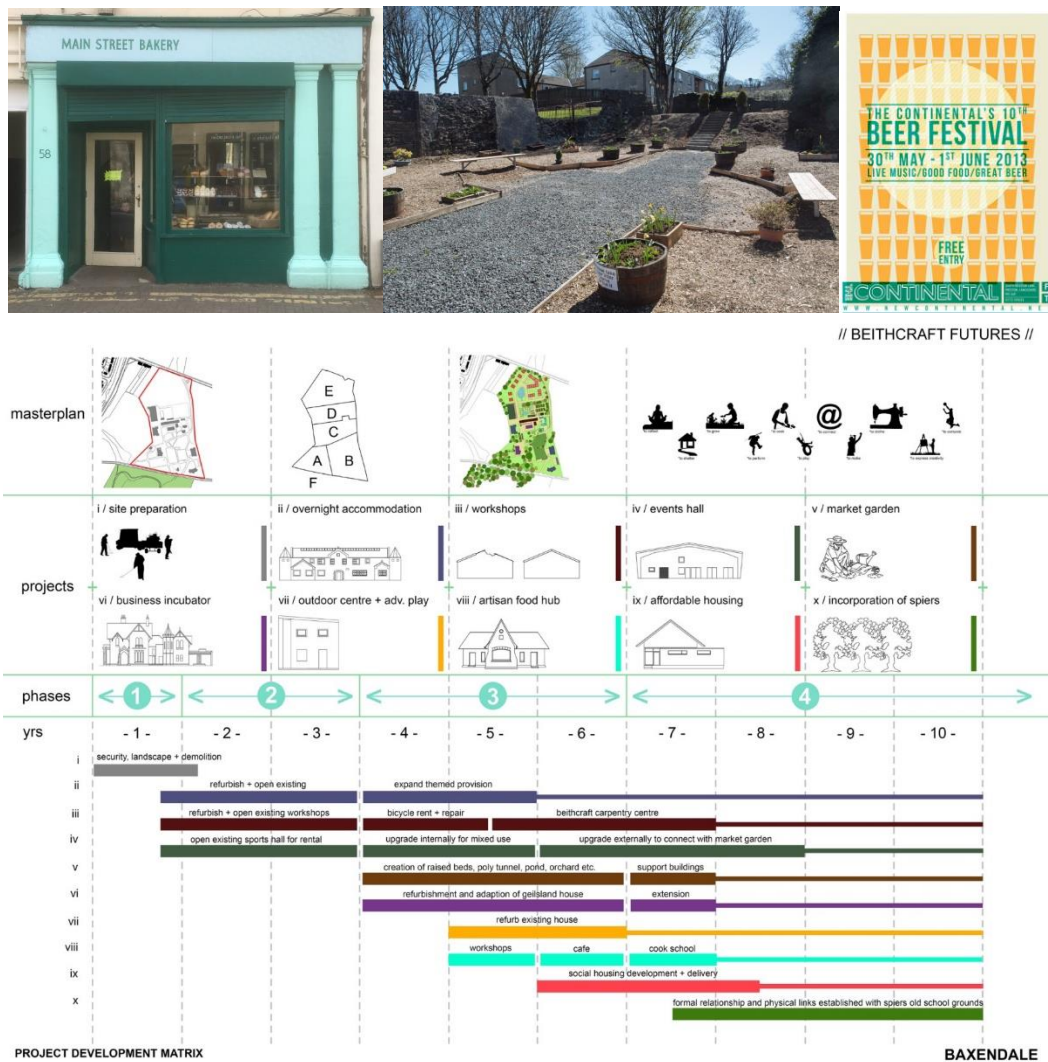 MAIN STREET BAKERY
58
THE CONTINENTAL'S 10TH
BEER FESTIVAL
30TH MAY - 1ST JUNE 2013
LIVE MUSIC/GOOD FOOD/GREAT BEER
FREE
ENTRY
CONTINENTAL
// BEITHCRAFT FUTURES //
masterplan
E
D
C
A B
F
@
projects
i / site preparation
ii / overnight accommodation
iii / workshops
iv / events hall
v / market garden
vi / business incubator
vii / outdoor centre + adv. play
viii / artisan food hub
ix / affordable housing
x / incorporation of spiers
phases
1 2 3 4
yrs - 1 - - 2 - - 3 - - 4 - - 5 - - 6 - - 7 - - 8 - - 9 - - 10 -
i security, landscape + demolition
ii refurbish + open existing expand themed provision
iii refurbish + open existing workshops bicycle rent + repair beithcraft carpentry centre
iv open existing sports hall for rental upgrade internally for mixed use upgrade externally to connect with market garden
v creation of raised beds, poly tunnel, pond, orchard etc. support buildings
vi refurbishment and adaption of geilsland house extension
vii refurb existing house
viii workshops cafe cook school
ix social housing development + delivery
x formal relationship and physical links established with spiers old school grounds
PROJECT DEVELOPMENT MATRIX
BAXENDALE